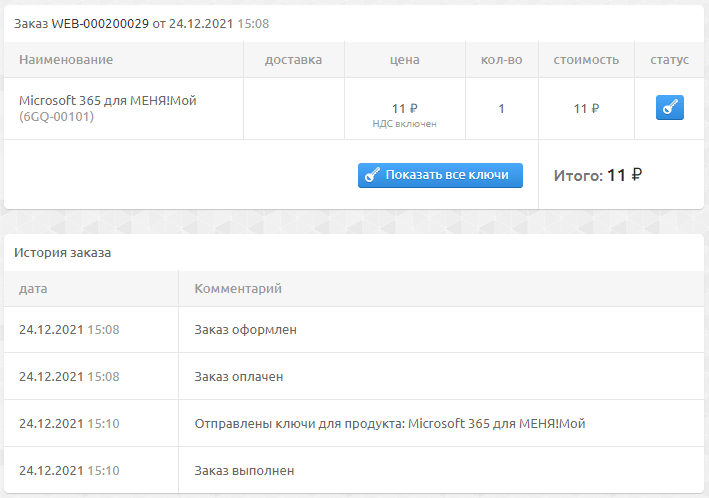 Заказ WEB-000200029 от 24.12.2021 15:08
Наименование доставка цена кол-во стоимость статус
Microsoft 365 для МЕНЯ!Мой
(6GQ-00101)
11 ₽ 1 11 ₽
НДС включен
Показать все ключи Итого: 11 ₽
История заказа
дата Комментарий
24.12.2021 15:08 Заказ оформлен
24.12.2021 15:08 Заказ оплачен
24.12.2021 15:10 Отправлены ключи для продукта: Microsoft 365 для МЕНЯ!Мой
24.12.2021 15:10 Заказ выполнен